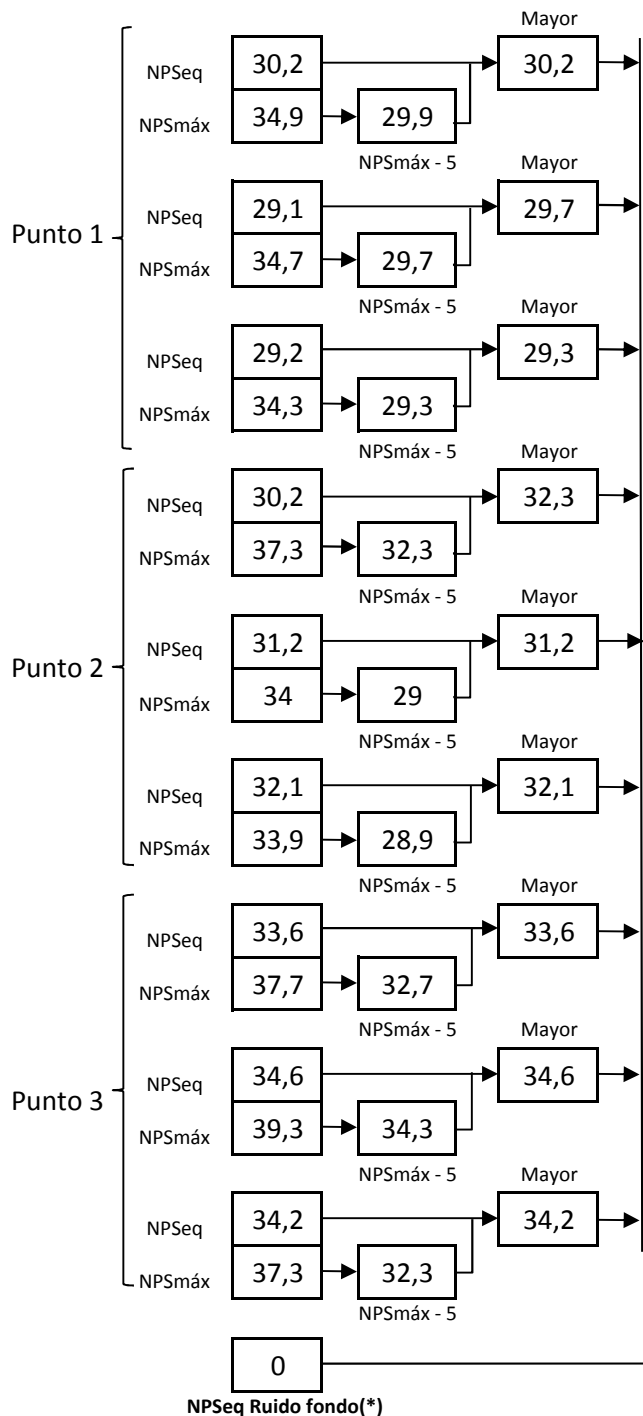 Mayor
NPSeq 30,2 30,2
NPSmáx 34,9 29,9
NPSmáx - 5
Mayor
NPSeq 29,1 29,7
NPSmáx 34,7 29,7
NPSmáx - 5
Punto 1
Mayor
NPSeq 29,2 29,3
NPSmáx 34,3 29,3
NPSmáx - 5
Mayor
NPSeq 30,2 32,3
NPSmáx 37,3 32,3
NPSmáx - 5
Mayor
NPSeq 31,2 31,2
Punto 2
NPSmáx 34 29
NPSmáx - 5
Mayor
NPSeq 32,1 32,1
NPSmáx 33,9 28,9
NPSmáx - 5
Mayor
NPSeq 33,6 33,6
NPSmáx 37,7 32,7
NPSmáx - 5
Mayor
NPSeq 34,6 34,6
Punto 3
NPSmáx 39,3 34,3
NPSmáx - 5
Mayor
NPSeq 34,2 34,2
NPSmáx 37,3 32,3
NPSmáx - 5
0
NPSeq Ruido fondo(*)